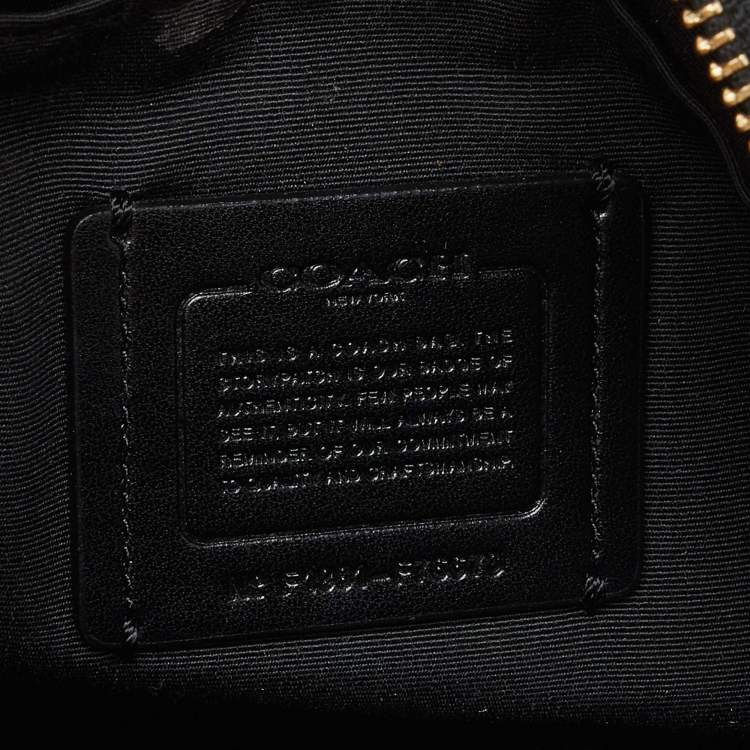 COACH
NEW YORK
THIS IS A COACH BAG. THE
STORYPATCH IS OUR BADGE OF
AUTHENTICITY. FEW PEOPLE MAY
SEE IT, BUT IT WILL ALWAYS BE A
REMINDER OF OUR COMMITMENT
TO QUALITY AND CRAFTSMANSHIP.
Nº